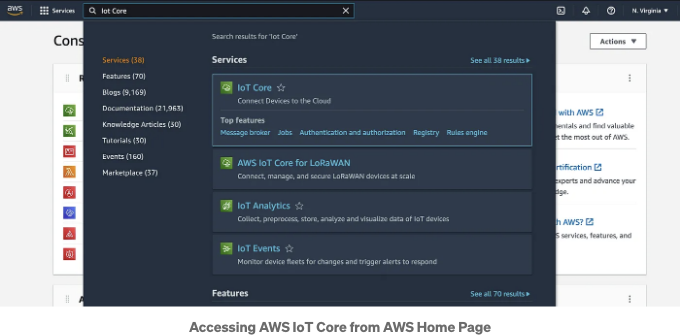 aws
Services
Iot Core
N. Virginia
Cons
Actions
Search results for 'Iot Core'
Services (38)
Features (70)
Blogs (9,169)
Documentation (21,963)
Knowledge Articles (30)
Tutorials (30)
Events (160)
Marketplace (37)
Services
See all 38 results
IoT Core
Connect Devices to the Cloud
Top features
Message broker Jobs Authentication and authorization Registry Rules engine
AWS IoT Core for LoRaWAN
Connect, manage, and secure LoRaWAN devices at scale
IoT Analytics
Collect, preprocess, store, analyze and visualize data of IoT devices
IoT Events
Monitor device fleets for changes and trigger alerts to respond
Features
See all 70 results
R
with AWS
entals and find valuable
t the most out of AWS.
rtification
xperts and advance your
dge.
th AWS?
S services, features, and
A
Accessing AWS IoT Core from AWS Home Page